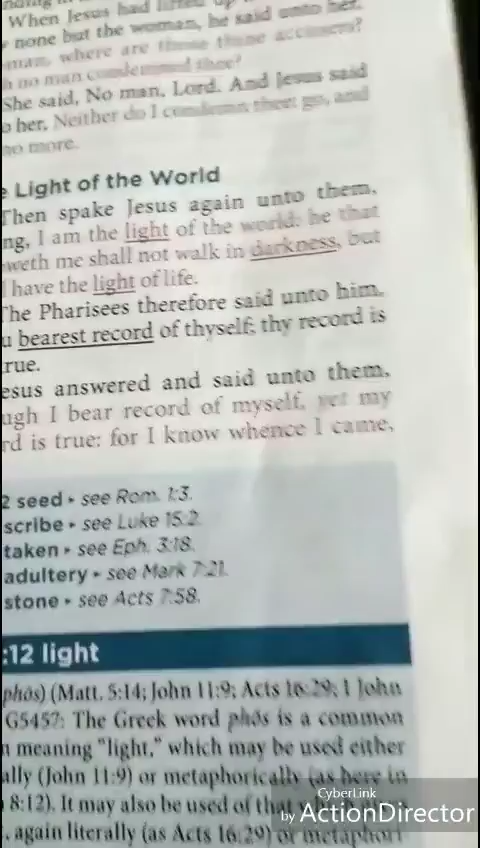 When Jesus had lifted up
none but the woman, he said unto her,
man, where are those thine accusers?
no man condemned thee?
She said, No man, Lord. And Jesus said
o her, Neither do I condemn thee: go, and
no more.
e Light of the World
Then spake Jesus again unto them,
ng, I am the light of the world: he that
oweth me shall not walk in darkness, but
l have the light of life.
The Pharisees therefore said unto him,
u bearest record of thyself; thy record is
rue.
esus answered and said unto them,
ugh I bear record of myself, yet my
rd is true: for I know whence I came,
2 seed • see Rom. 1:3.
scribe • see Luke 15:2.
taken • see Eph. 3:18.
adultery • see Mark 7:21.
stone • see Acts 7:58.
:12 light
phōs) (Matt. 5:14; John 11:9; Acts 16:29; 1 John
G5457: The Greek word phōs is a common
n meaning "light," which may be used either
ally (John 11:9) or metaphorically (as here in
8:12). It may also be used of that
. again literally (as Acts 16:29) or metaphori-
CyberLink
by ActionDirector